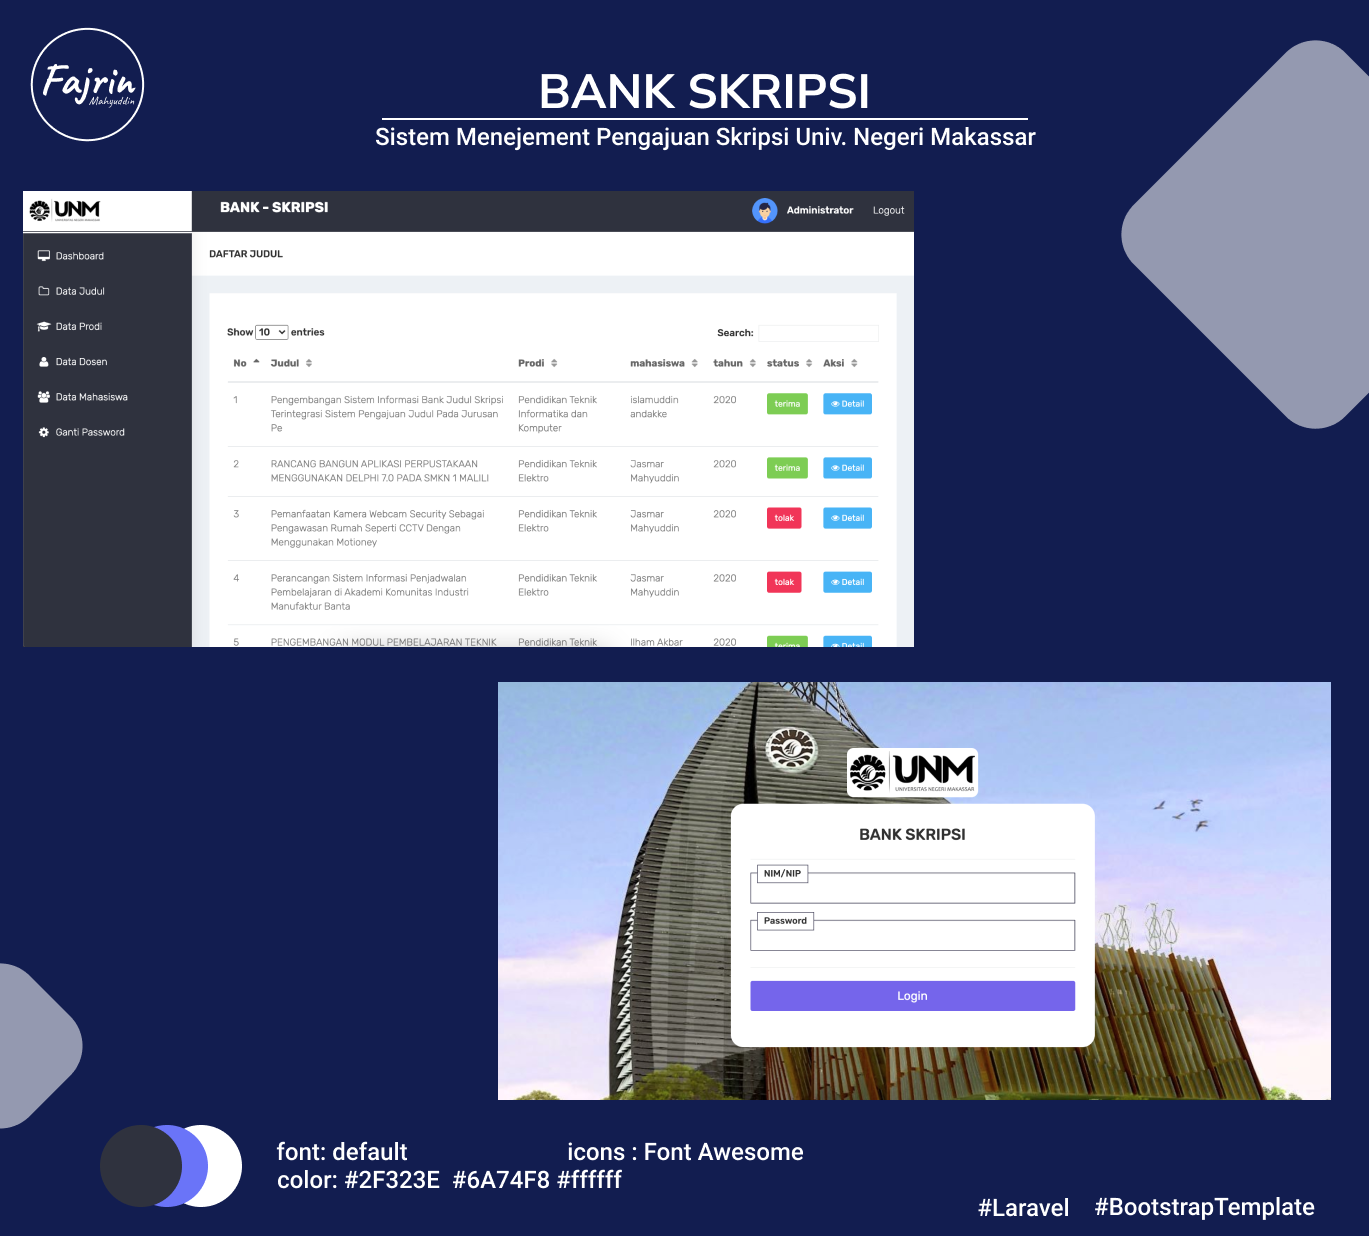 Fajrin
Mahyuddin
BANK SKRIPSI
Sistem Menejement Pengajuan Skripsi Univ. Negeri Makassar
UNM
UNIVERSITAS NEGERI MAKASSAR
BANK - SKRIPSI
Administrator
Logout
Dashboard
Data Judul
Data Prodi
Data Dosen
Data Mahasiswa
Ganti Password
DAFTAR JUDUL
Show 10 entries
Search:
No Judul Prodi mahasiswa tahun status Aksi
1 Pengembangan Sistem Informasi Bank Judul Skripsi Pendidikan Teknik islamuddin 2020 terima Detail
Terintegrasi Sistem Pengajuan Judul Pada Jurusan Informatika dan andakke
Pe Komputer
2 RANCANG BANGUN APLIKASI PERPUSTAKAAN Pendidikan Teknik Jasmar 2020 terima Detail
MENGGUNAKAN DELPHI 7.0 PADA SMKN 1 MALILI Elektro Mahyuddin
3 Pemanfaatan Kamera Webcam Security Sebagai Pendidikan Teknik Jasmar 2020 tolak Detail
Pengawasan Rumah Seperti CCTV Dengan Elektro Mahyuddin
Menggunakan Motioney
4 Perancangan Sistem Informasi Penjadwalan Pendidikan Teknik Jasmar 2020 tolak Detail
Pembelajaran di Akademi Komunitas Industri Elektro Mahyuddin
Manufaktur Banta
5 PENGEMBANGAN MODUL PEMBELAJARAN TEKNIK Pendidikan Teknik Ilham Akbar 2020 terima Detail
UNM
UNIVERSITAS NEGERI MAKASSAR
BANK SKRIPSI
NIM/NIP
Password
Login
font: default icons : Font Awesome
color: #2F323E #6A74F8 #ffffff
#Laravel #BootstrapTemplate